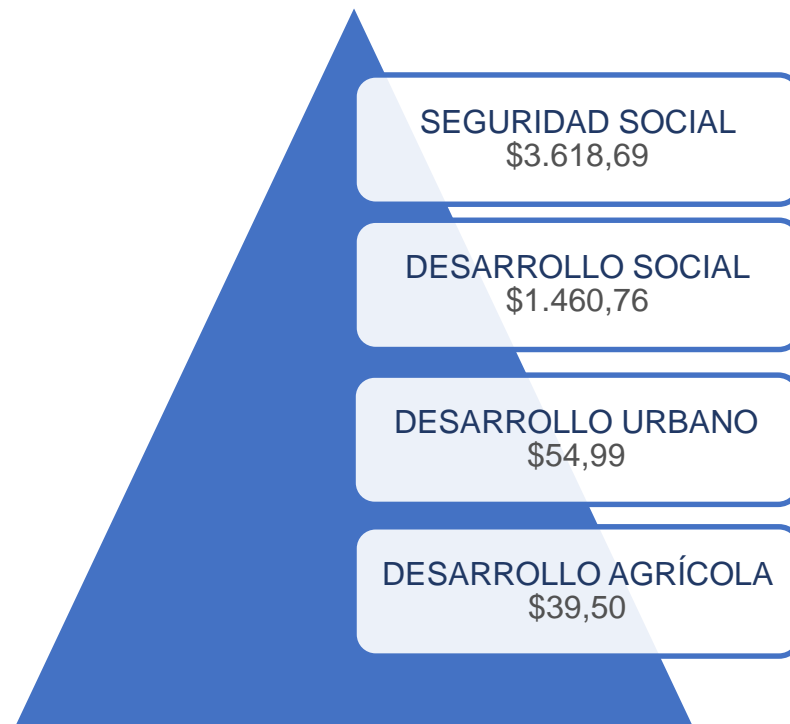 SEGURIDAD SOCIAL
$3.618,69
DESARROLLO SOCIAL
$1.460,76
DESARROLLO URBANO
$54,99
DESARROLLO AGRÍCOLA
$39,50